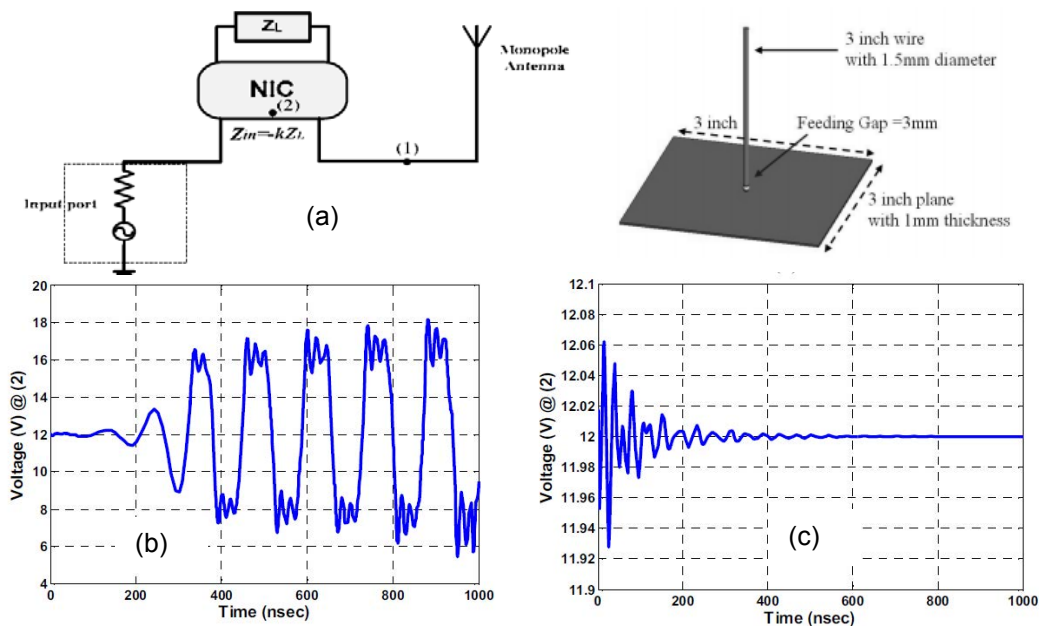 ZL
NIC
(2)
Zin=-kZL
(1)
Monopole
Antenna
Input port
(a)
3 inch wire
with 1.5mm diameter
3 inch
Feeding Gap =3mm
3 inch plane
with 1mm thickness
20
18
16
14
12
10
8
6
4
Voltage (V) @ (2)
0
200
400
600
800
1000
Time (nsec)
(b)
12.1
12.08
12.06
12.04
12.02
12
11.98
11.96
11.94
11.92
11.9
Voltage (V) @ (2)
0
200
400
600
800
1000
Time (nsec)
(c)